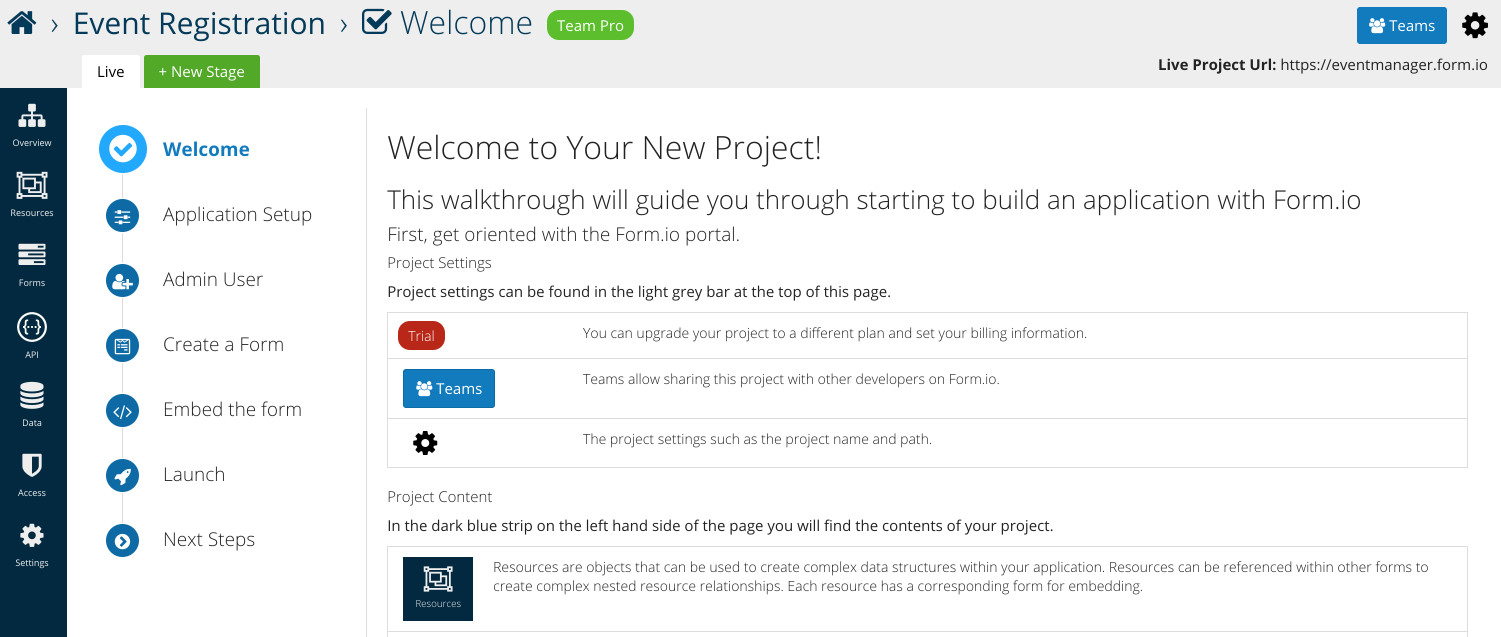 Event Registration › Welcome Team Pro
Teams
Live
+ New Stage
Live Project Url: https://eventmanager.form.io
Overview
Resources
Forms
API
Data
Access
Settings
Welcome
Application Setup
Admin User
Create a Form
Embed the form
Launch
Next Steps
Welcome to Your New Project!
This walkthrough will guide you through starting to build an application with Form.io
First, get oriented with the Form.io portal.
Project Settings
Project settings can be found in the light grey bar at the top of this page.
Trial
You can upgrade your project to a different plan and set your billing information.
Teams
Teams allow sharing this project with other developers on Form.io.
The project settings such as the project name and path.
Project Content
In the dark blue strip on the left hand side of the page you will find the contents of your project.
Resources
Resources are objects that can be used to create complex data structures within your application. Resources can be referenced within other forms to
create complex nested resource relationships. Each resource has a corresponding form for embedding.